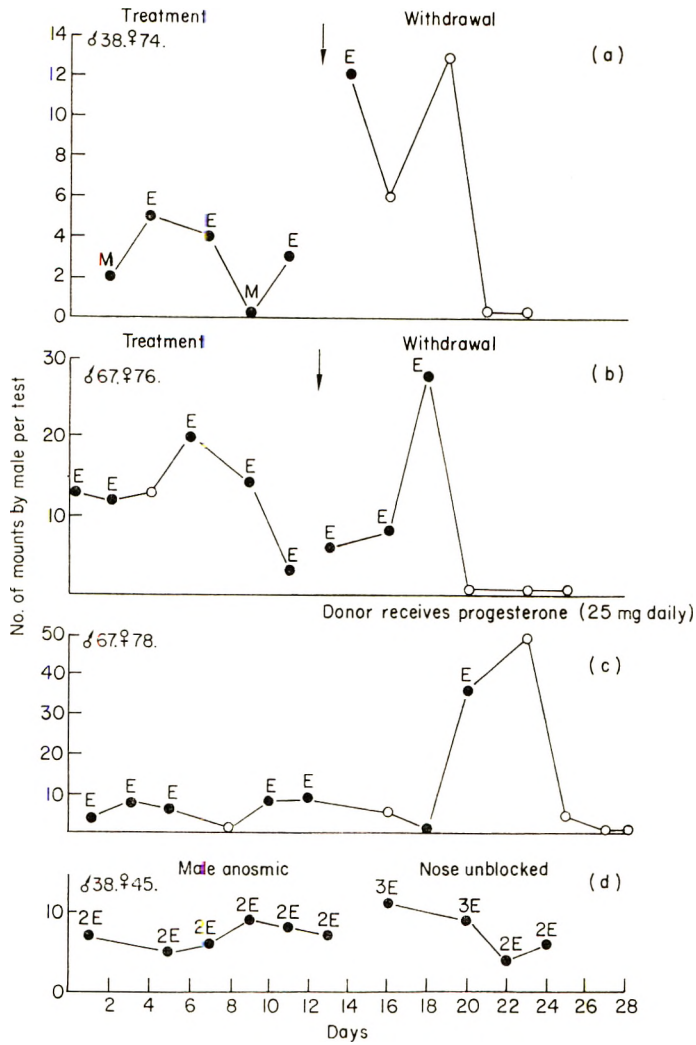 Treatment Withdrawal
♂38.♀74. (a)
14
12
10
8
6
4
2
0
M E E M E E
Treatment Withdrawal
♂67.♀76. (b)
30
20
10
E E E E E E E E
No. of mounts by male per test
Donor receives progesterone (25 mg daily)
♂67.♀78. (c)
50
40
30
20
10
E E E E E E
Male anosmic Nose unblocked
♂38.♀45. (d)
10
0
2E 2E 2E 2E 2E 2E 3E 3E 2E 2E
2 4 6 8 10 12 14 16 18 20 22 24 26 28
Days